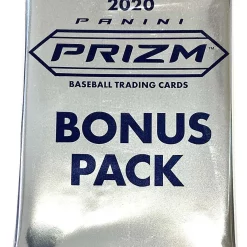 2020
PANINI
PRIZM
BASEBALL TRADING CARDS
BONUS
PACK